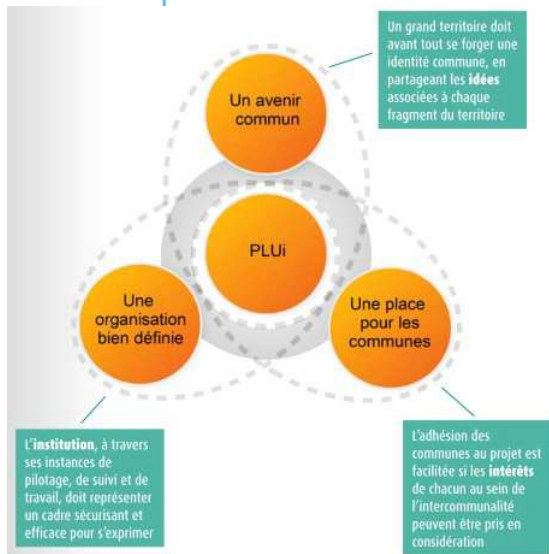 Un grand territoire doit
avant tout se forger une
identité commune, en
partageant les idées
associées à chaque
fragment du territoire
Un avenir
commun
PLUi
Une
organisation
bien définie
Une place
pour les
communes
L'institution, à travers
ses instances de
pilotage, de suivi et de
travail, doit représenter
un cadre sécurisant et
efficace pour s'exprimer
L'adhésion des
communes au projet est
facilitée si les intérêts
de chacun au sein de
l'intercommunalité
peuvent être pris en
considération